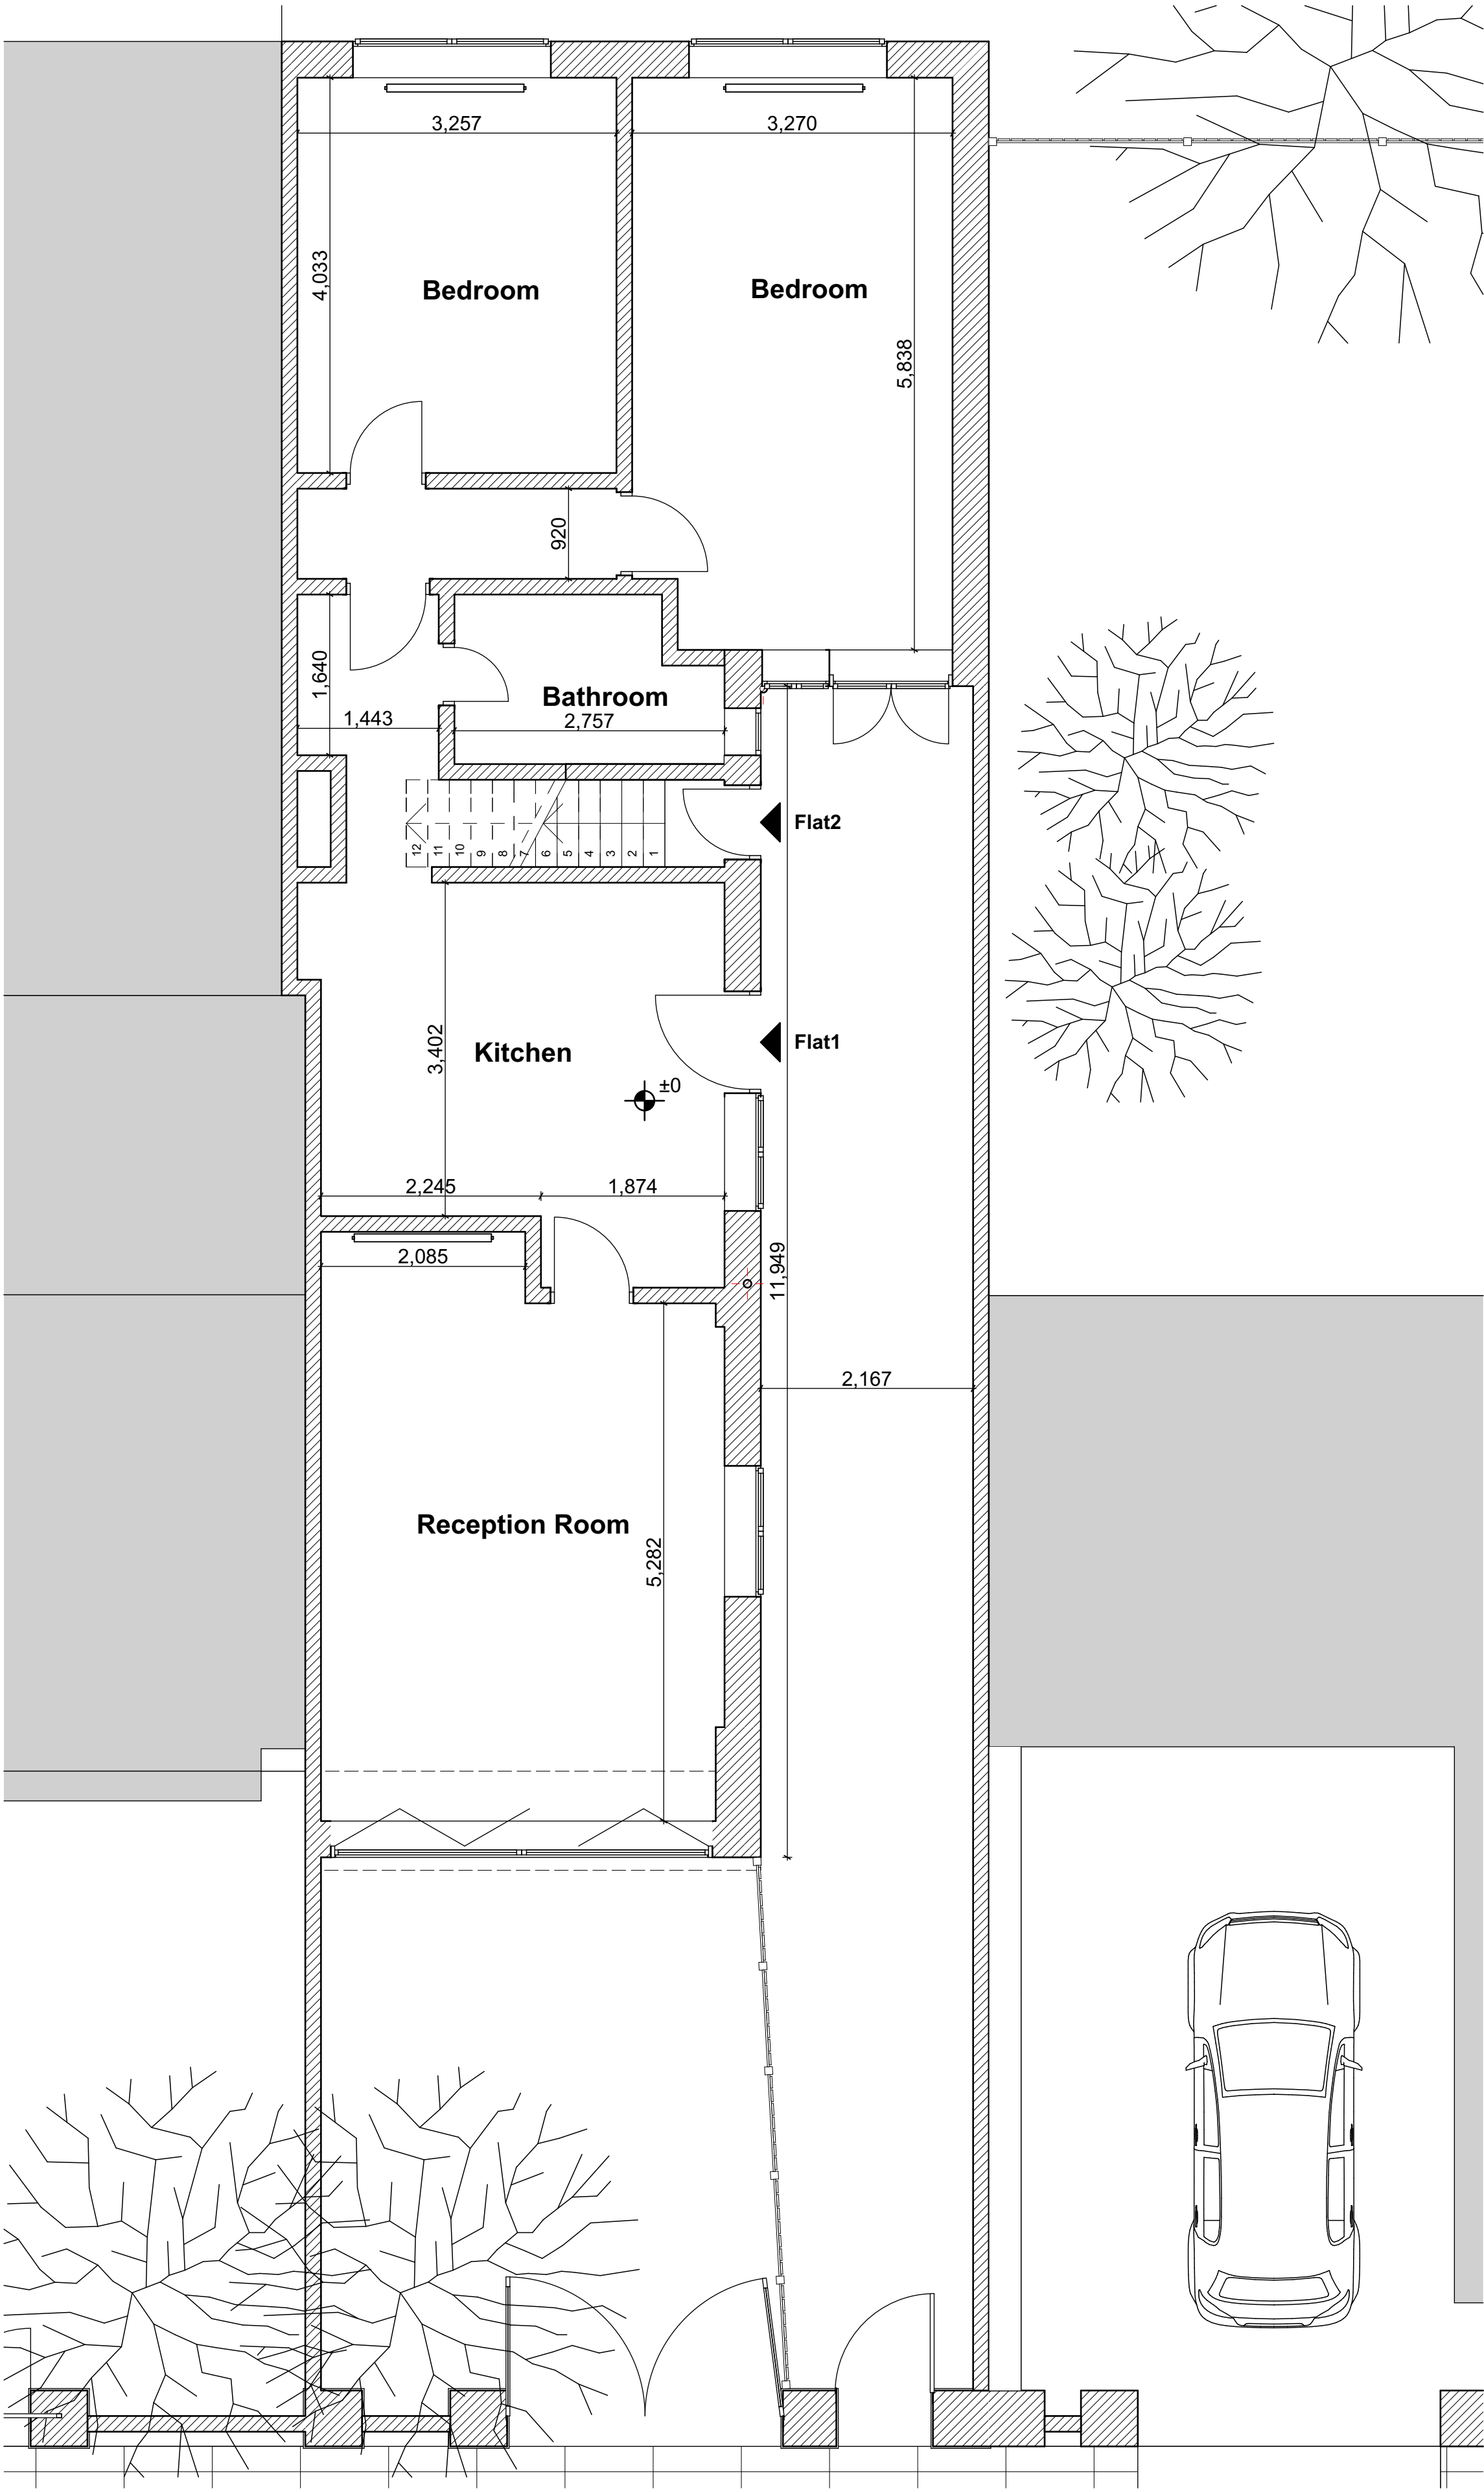 3,257
3,270
4,033
Bedroom
Bedroom
5,838
920
1,640
Bathroom
1,443
2,757
12 11 10 9 8 7 6 5 4 3 2 1
Flat2
3,402
Kitchen
Flat1
±0
2,245
1,874
2,085
11,949
2,167
Reception Room
5,282